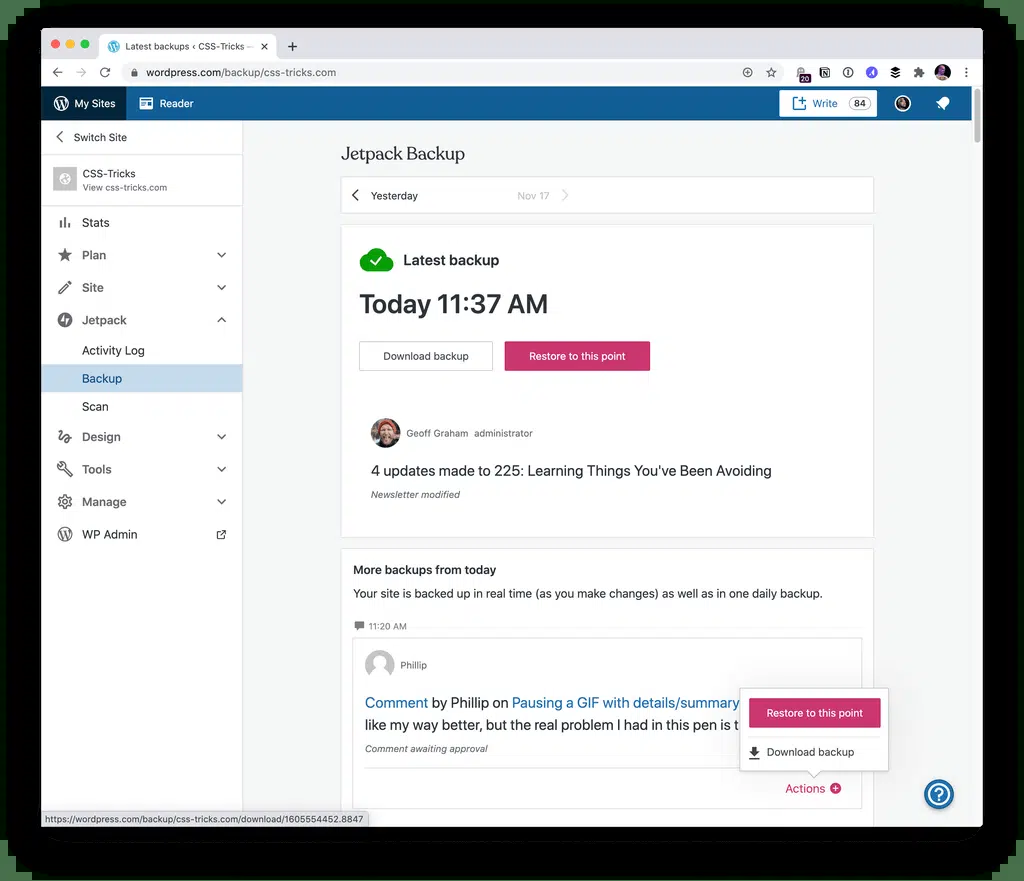 Latest backups ‹ CSS-Tricks —
wordpress.com/backup/css-tricks.com
20
My Sites
Reader
Write 84
Switch Site
CSS-Tricks
View css-tricks.com
Stats
Plan
Site
Jetpack
Activity Log
Backup
Scan
Design
Tools
Manage
WP Admin
Jetpack Backup
Yesterday
Nov 17
Latest backup
Today 11:37 AM
Download backup
Restore to this point
Geoff Graham administrator
4 updates made to 225: Learning Things You've Been Avoiding
Newsletter modified
More backups from today
Your site is backed up in real time (as you make changes) as well as in one daily backup.
11:20 AM
Phillip
Comment by Phillip on Pausing a GIF with details/summary
like my way better, but the real problem I had in this pen is t
Comment awaiting approval
Restore to this point
Download backup
Actions
https://wordpress.com/backup/css-tricks.com/download/1605554452.8847